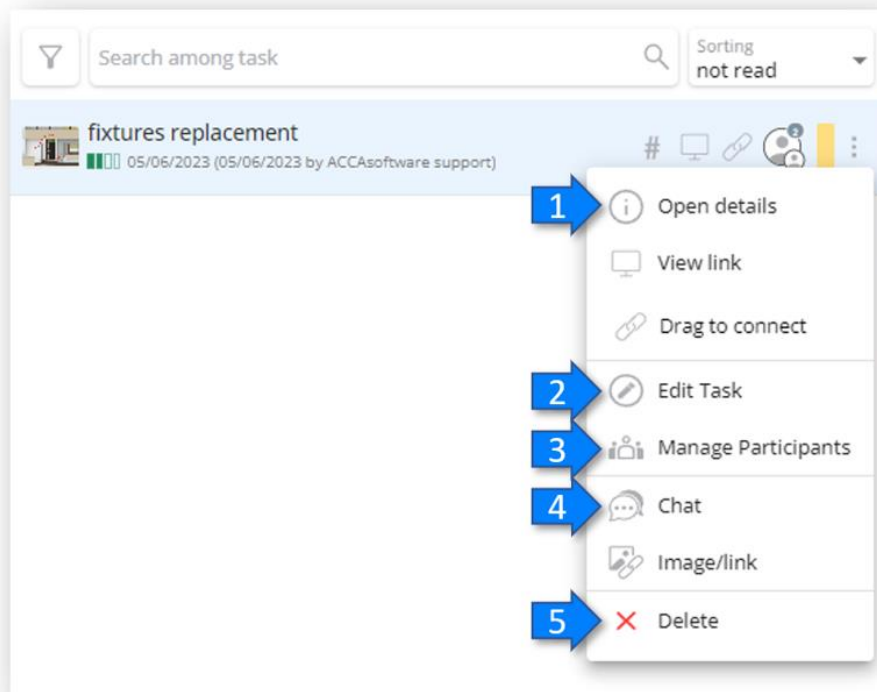 Search among task
Sorting
not read
fixtures replacement
05/06/2023 (05/06/2023 by ACCAsoftware support)
#
2
1
Open details
View link
Drag to connect
2
Edit Task
3
Manage Participants
4
Chat
Image/link
5
Delete